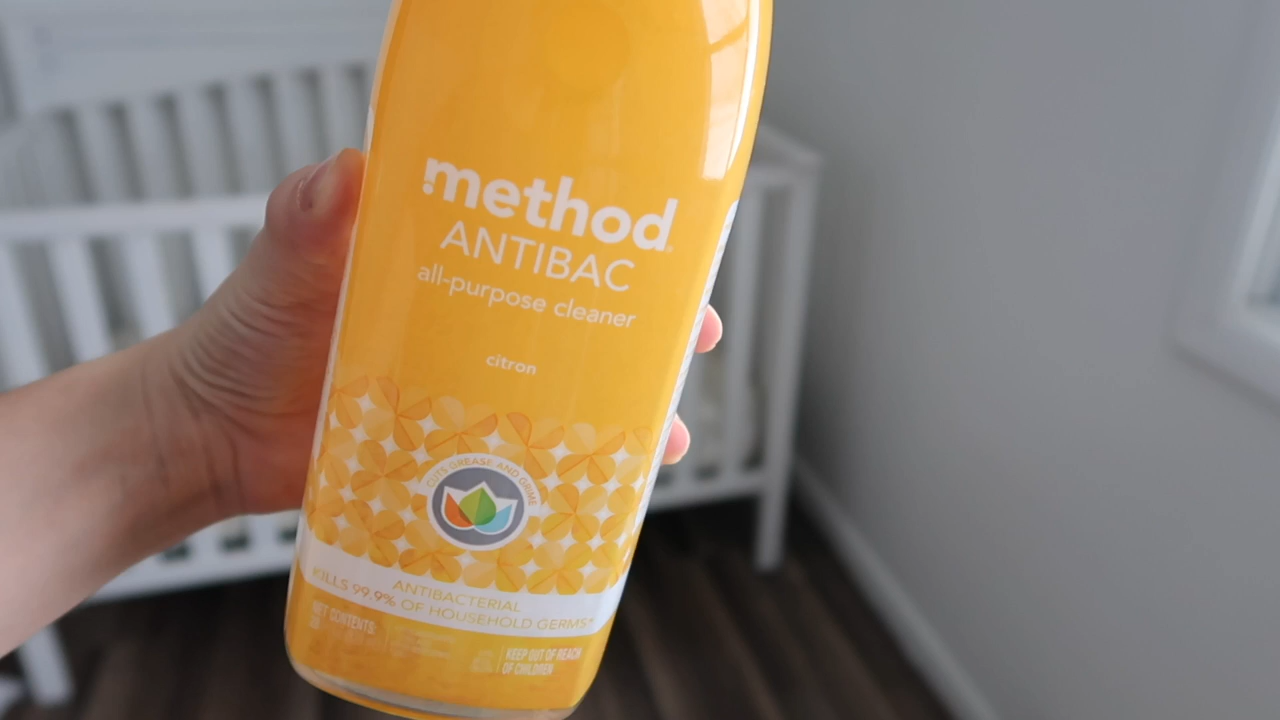 method
ANTIBAC
all-purpose cleaner
citron
CUTS GREASE AND GRIME
ANTIBACTERIAL
KILLS 99.9% OF HOUSEHOLD GERMS*
NET CONTENTS:
28
KEEP OUT OF REACH
OF CHILDREN